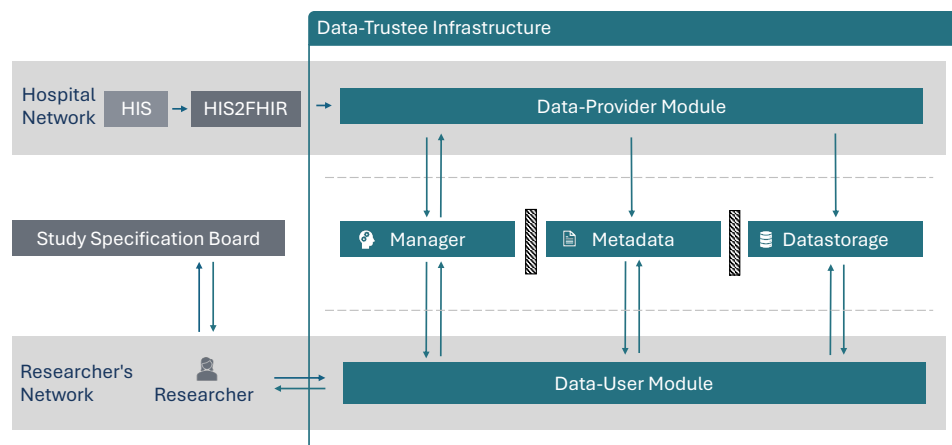 Data-Trustee Infrastructure
Hospital
Network
HIS
HIS2FHIR
Data-Provider Module
Study Specification Board
Manager
Metadata
Datastorage
Researcher's
Network
Researcher
Data-User Module